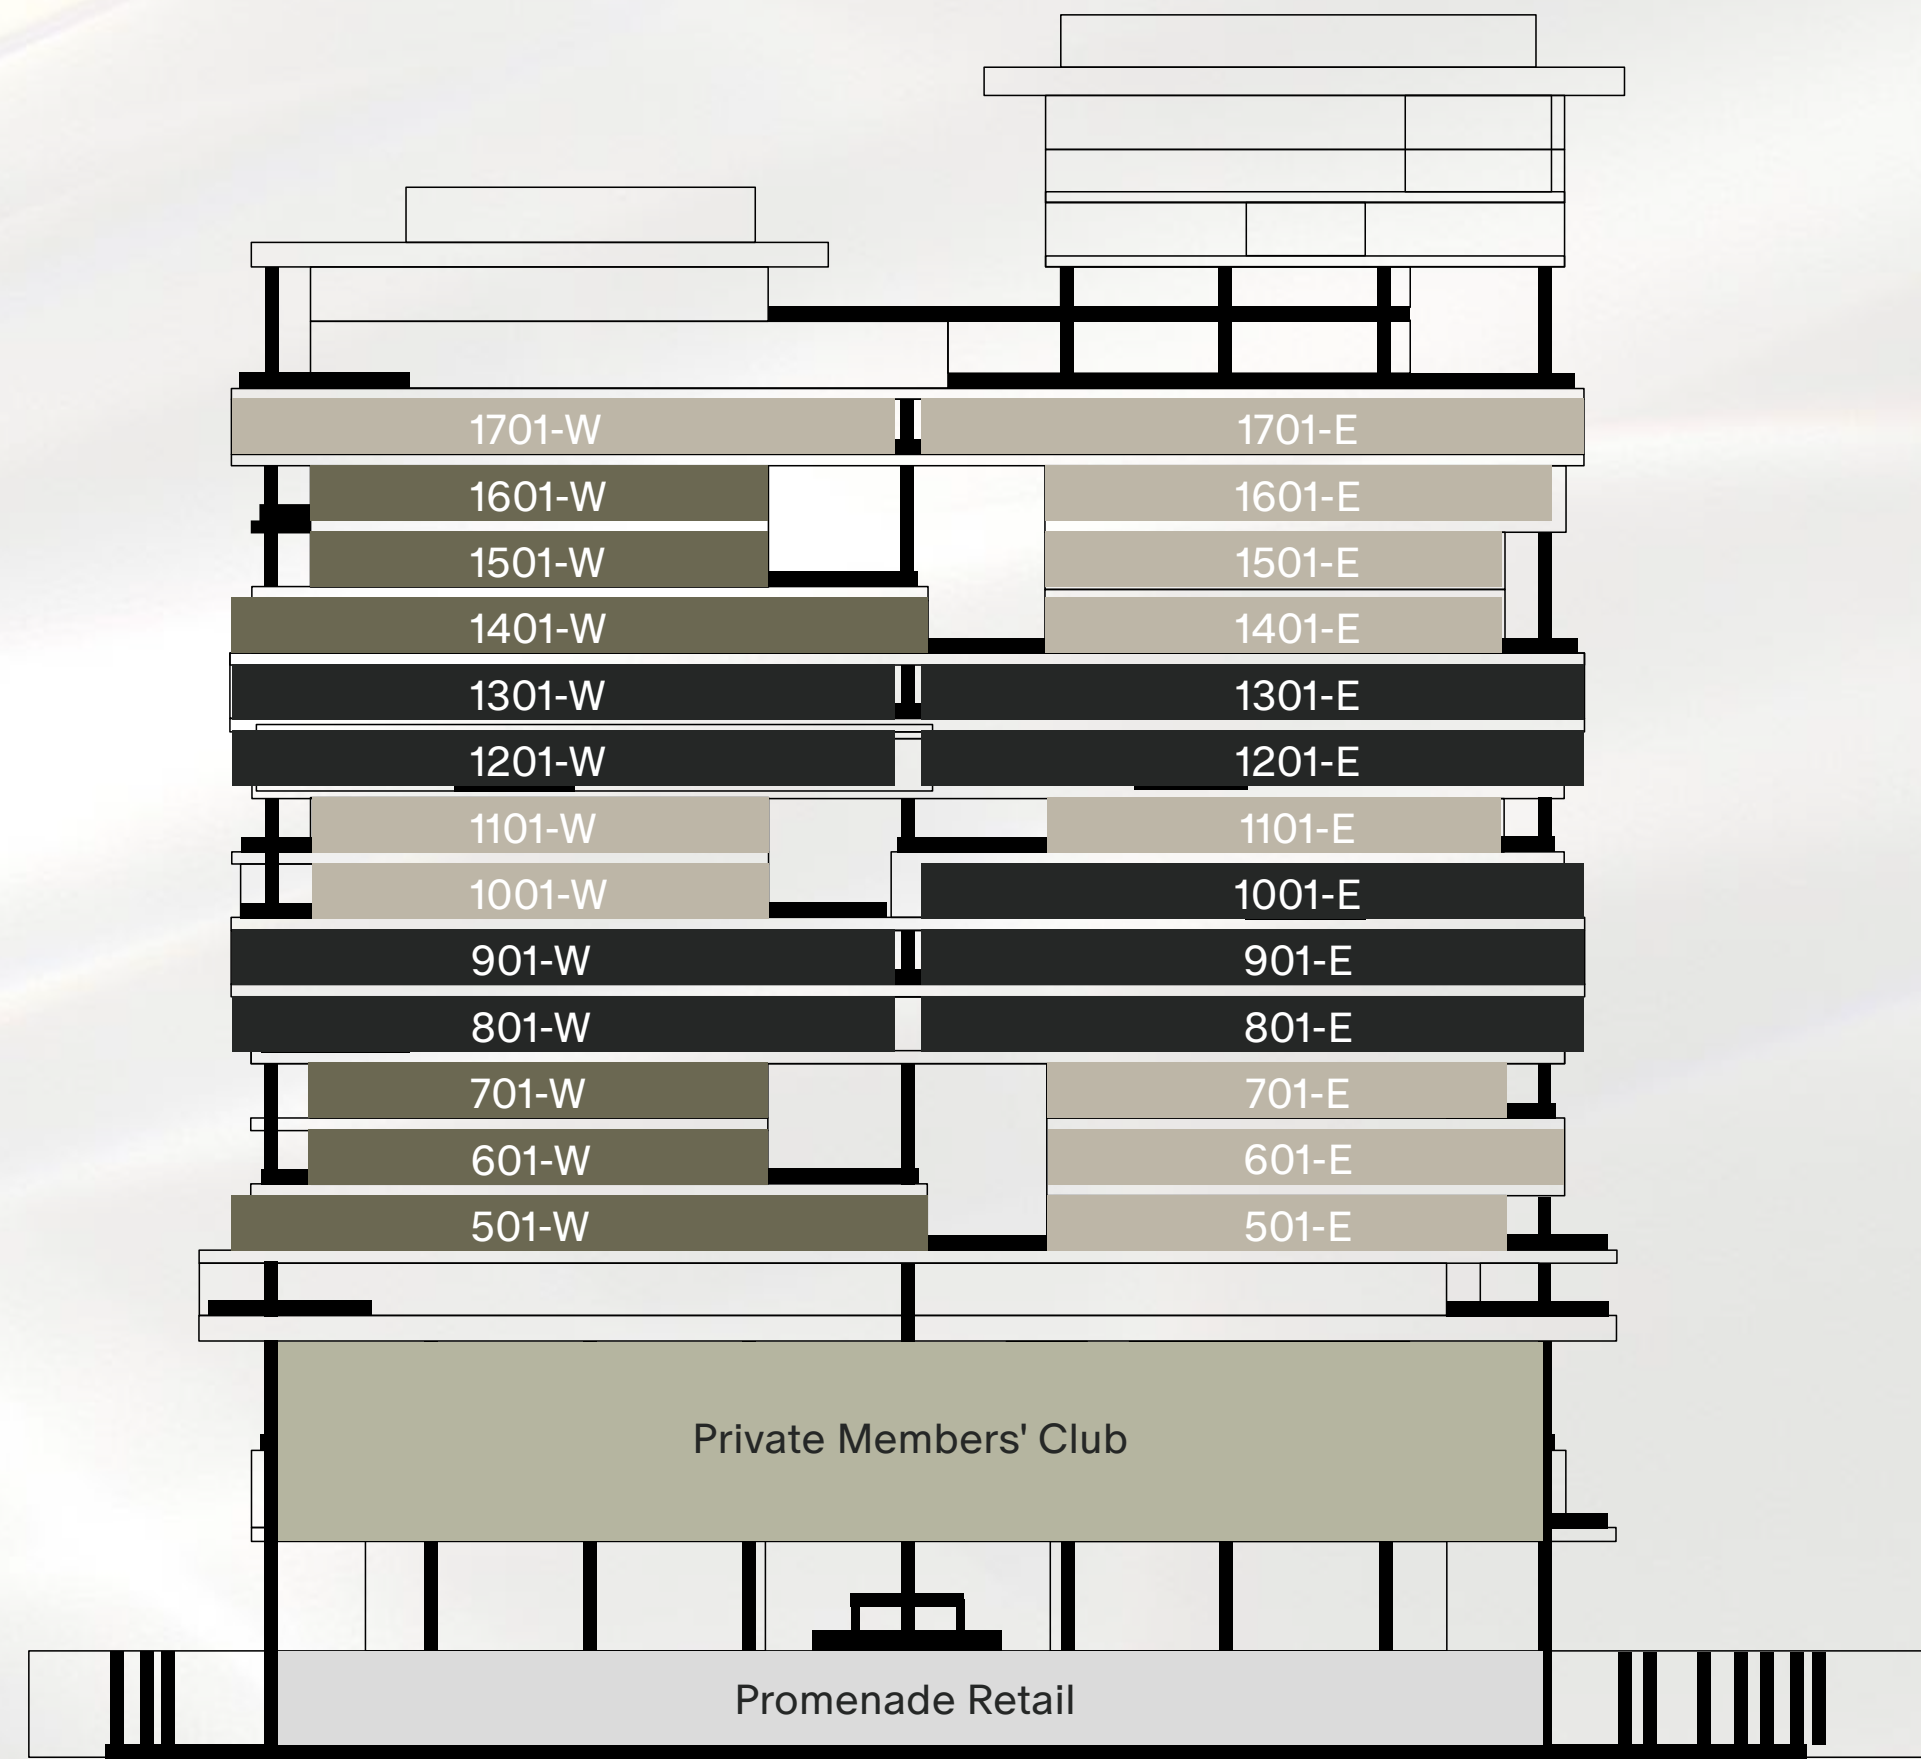 1701-W 1701-E
1601-W 1601-E
1501-W 1501-E
1401-W 1401-E
1301-W 1301-E
1201-W 1201-E
1101-W 1101-E
1001-W 1001-E
901-W 901-E
801-W 801-E
701-W 701-E
601-W 601-E
501-W 501-E
Private Members' Club
Promenade Retail